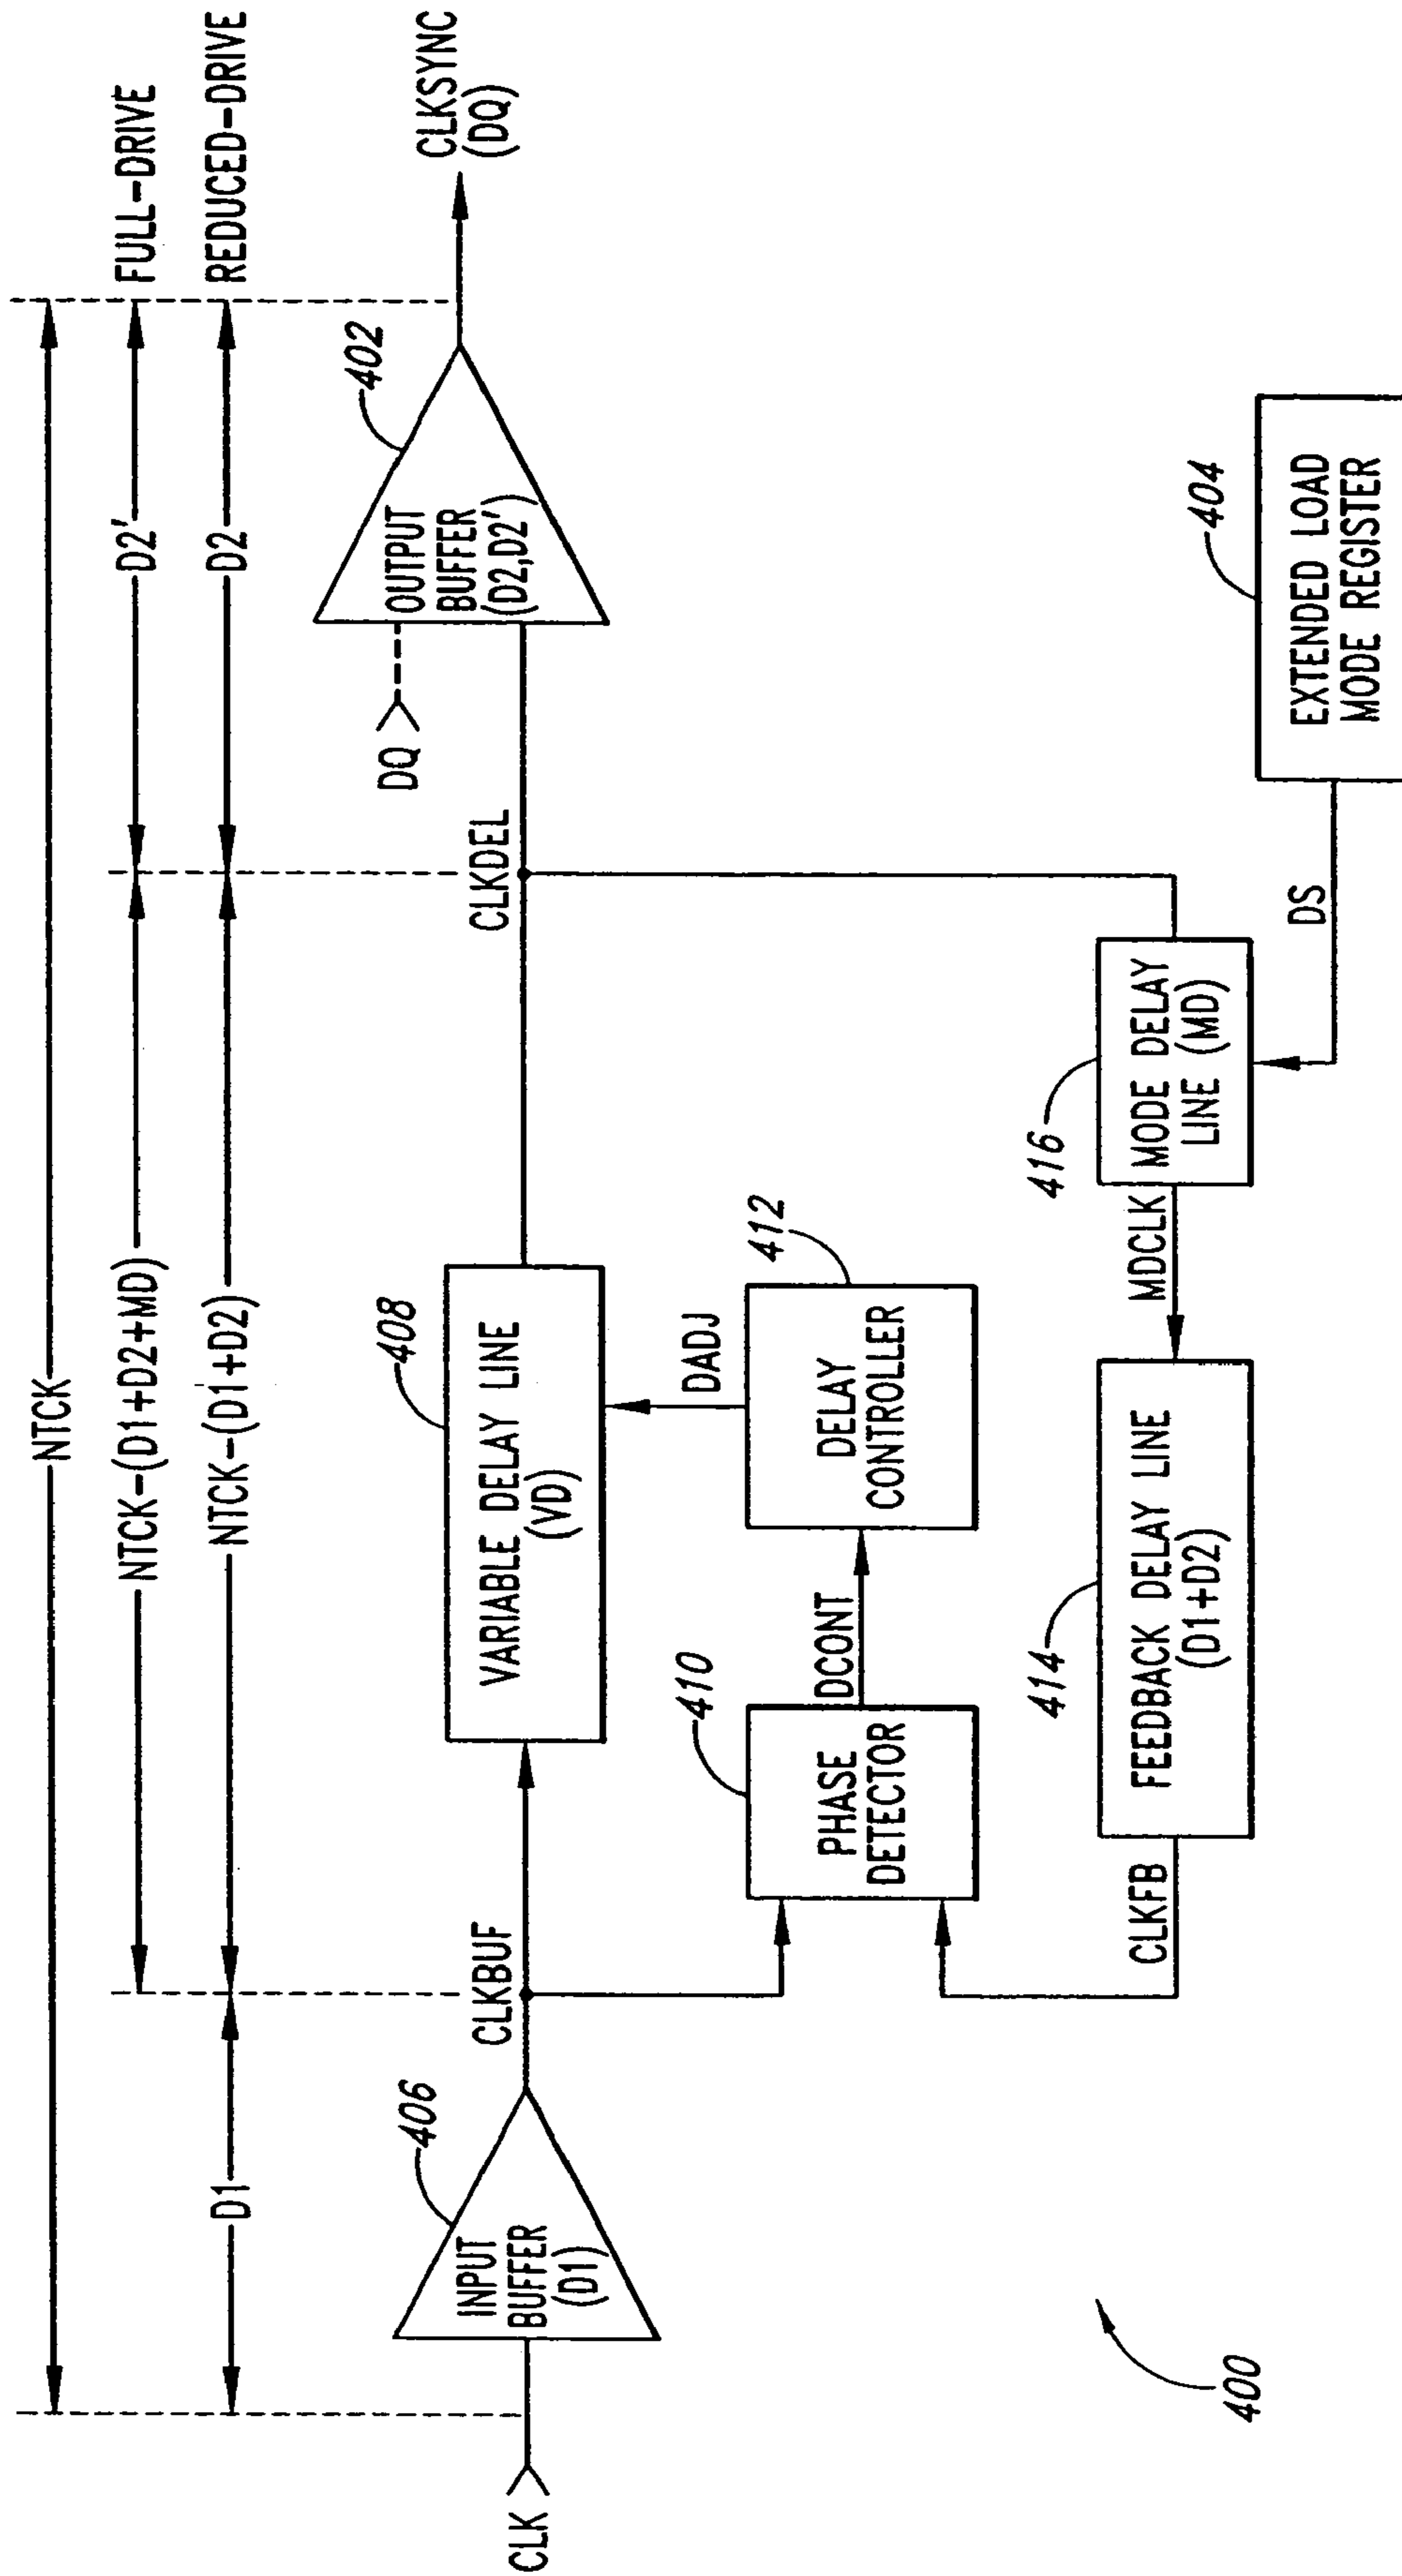 NTCK
NTCK-(D1+D2+MD)
D2'
FULL-DRIVE
D1
NTCK-(D1+D2)
D2
REDUCED-DRIVE
CLK
INPUT
BUFFER
(D1)
406
CLKBUF
VARIABLE DELAY LINE
(VD)
408
CLKDEL
DQ
OUTPUT
BUFFER
(D2,D2')
402
CLKSYNC
(DQ)
PHASE
DETECTOR
410
DCONT
DELAY
CONTROLLER
412
DADJ
CLKFB
FEEDBACK DELAY LINE
(D1+D2)
414
MDCLK
MODE DELAY
LINE (MD)
416
DS
EXTENDED LOAD
MODE REGISTER
404
400